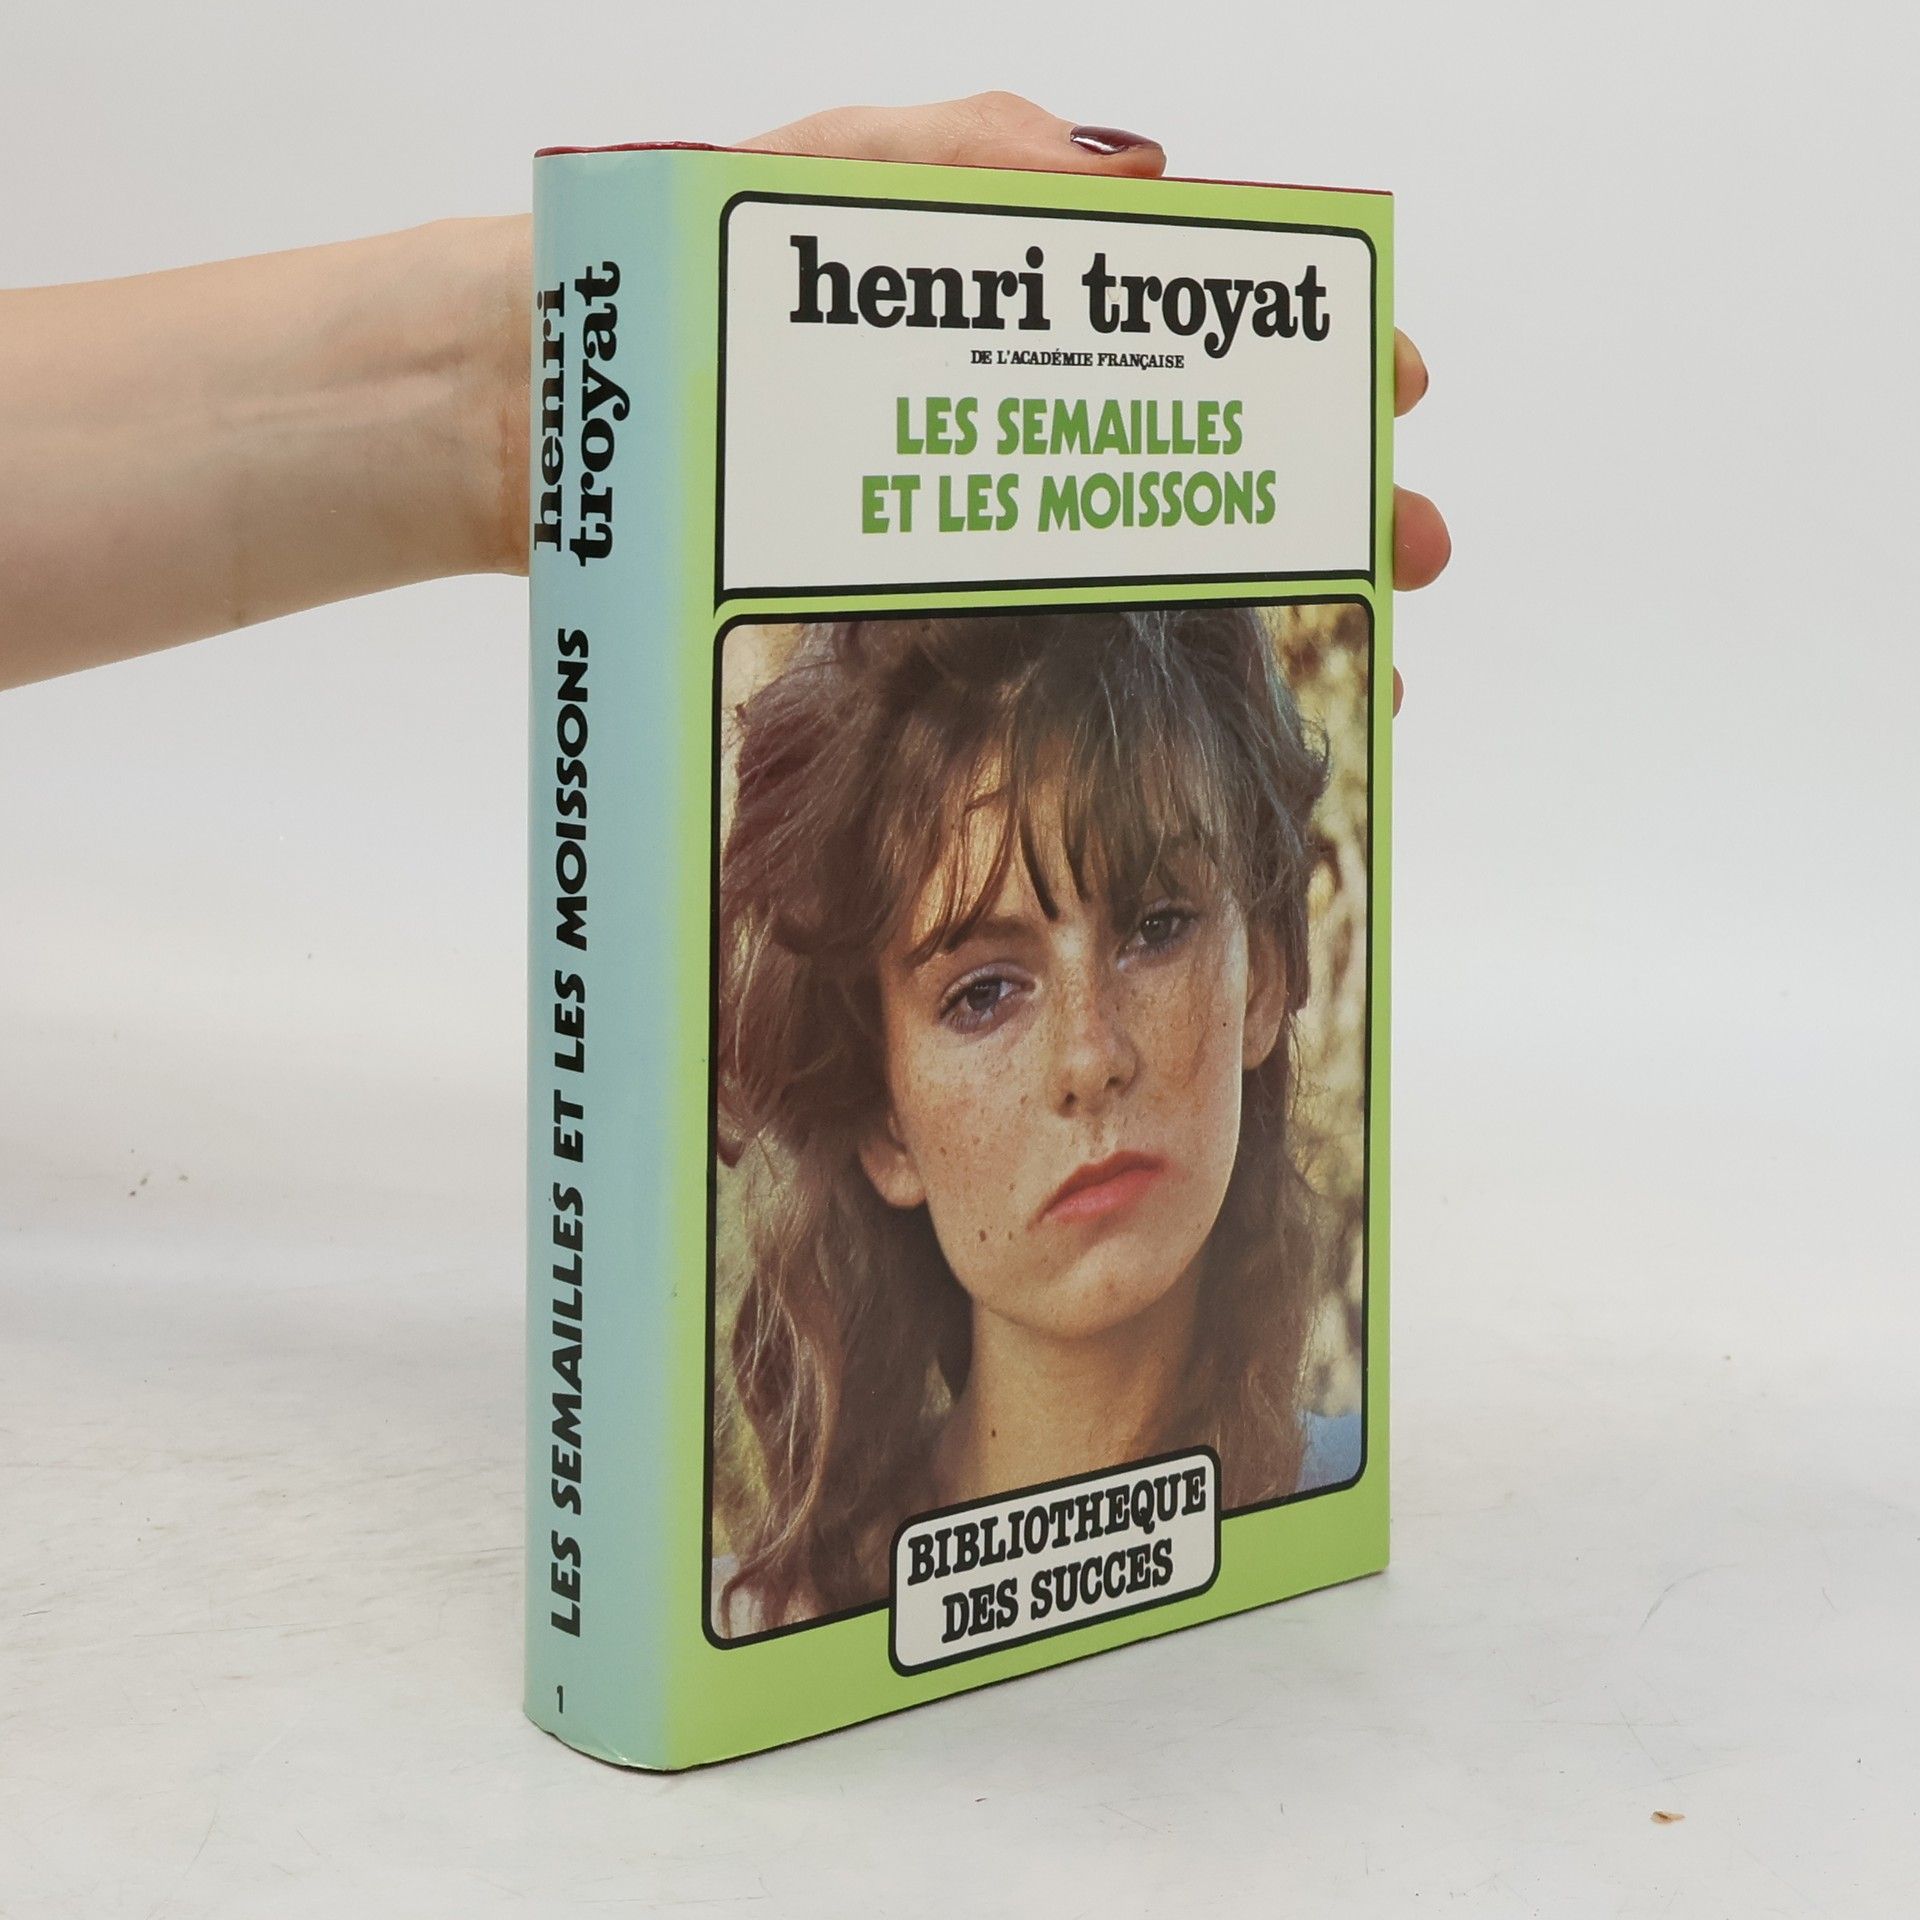 henri
troyat
LES SEMAILLES ET LES MOISSONS
1
henri troyat
DE L'ACADÉMIE FRANÇAISE
LES SEMAILLES
ET LES MOISSONS
BIBLIOTHEQUE
DES SUCCES